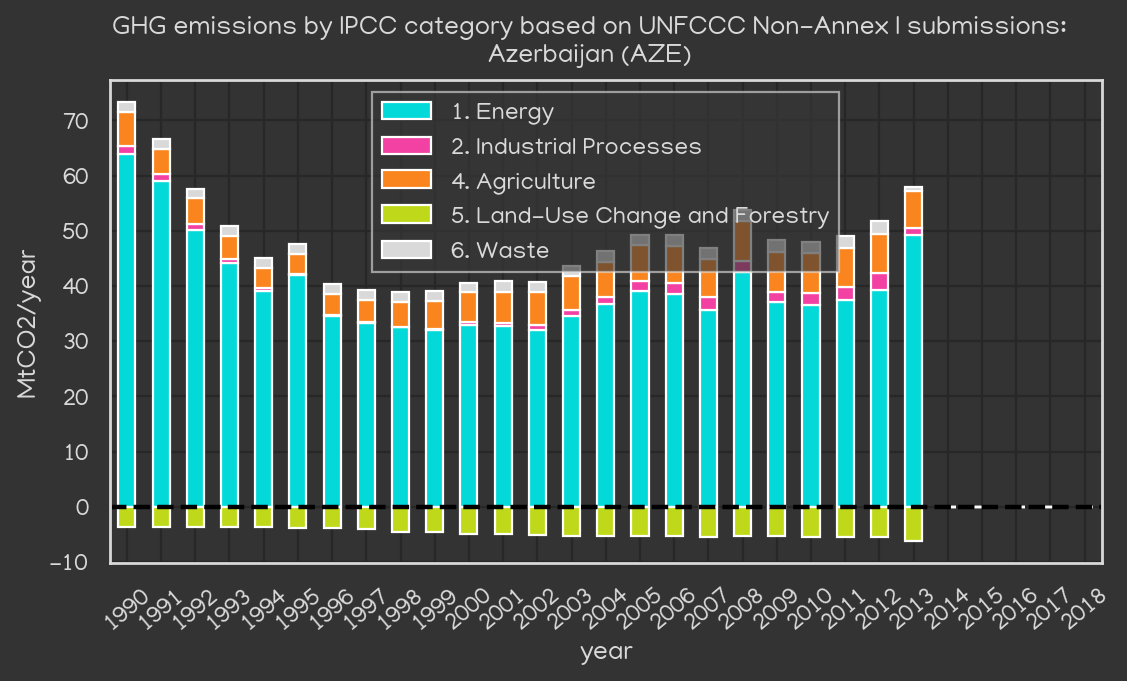 GHG emissions by IPCC category based on UNFCCC Non-Annex I submissions:
Azerbaijan (AZE)
MtCO2/year
70
60
50
40
30
20
10
0
-10
1. Energy
2. Industrial Processes
4. Agriculture
5. Land-Use Change and Forestry
6. Waste
1990 1991 1992 1993 1994 1995 1996 1997 1998 1999 2000 2001 2002 2003 2004 2005 2006 2007 2008 2009 2010 2011 2012 2013 2014 2015 2016 2017 2018
year